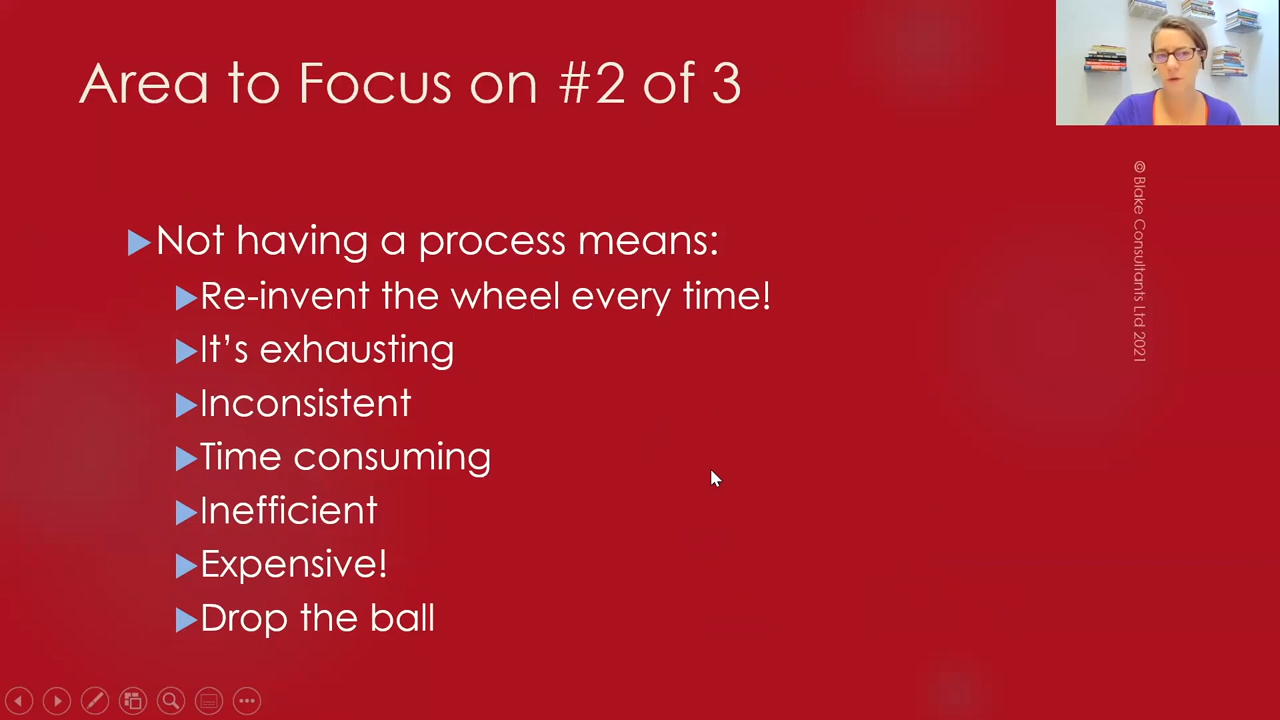 Area to Focus on #2 of 3
Not having a process means:
Re-invent the wheel every time!
It’s exhausting
Inconsistent
Time consuming
Inefficient
Expensive!
Drop the ball
© Blake Consultants Ltd 2021